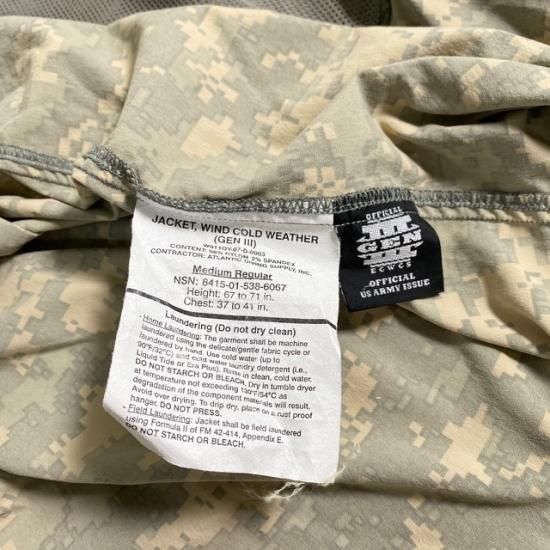 JACKET, WIND COLD WEATHER
(GEN III)
W911QY-07-D-0003
CONTENT: 98% NYLON, 2% SPANDEX
CONTRACTOR: ATLANTIC DIVING SUPPLY, INC.
Medium Regular
NSN: 8415-01-538-6067
Height: 67 to 71 in.
Chest: 37 to 41 in.
Laundering (Do not dry clean)
- Home Laundering: The garment shall be machine
laundered using the delicate/gentle fabric cycle or
laundered by hand. Use cold water (up to
90°F/32°C) and cold water laundry detergent (i.e.,
Liquid Tide or Era Plus). Rinse in clean, cold water.
DO NOT STARCH OR BLEACH. Dry in tumble dryer
at temperature not exceeding 130°F/54°C as
degradation of the component materials will result.
Avoid over drying. To drip dry, place on a rust proof
hanger. DO NOT PRESS.
- Field Laundering: Jacket shall be field laundered
using Formula II of FM 42-414, Appendix E.
DO NOT STARCH OR BLEACH.
OFFICIAL
III
GEN
III
ECWCS
OFFICIAL
US ARMY ISSUE